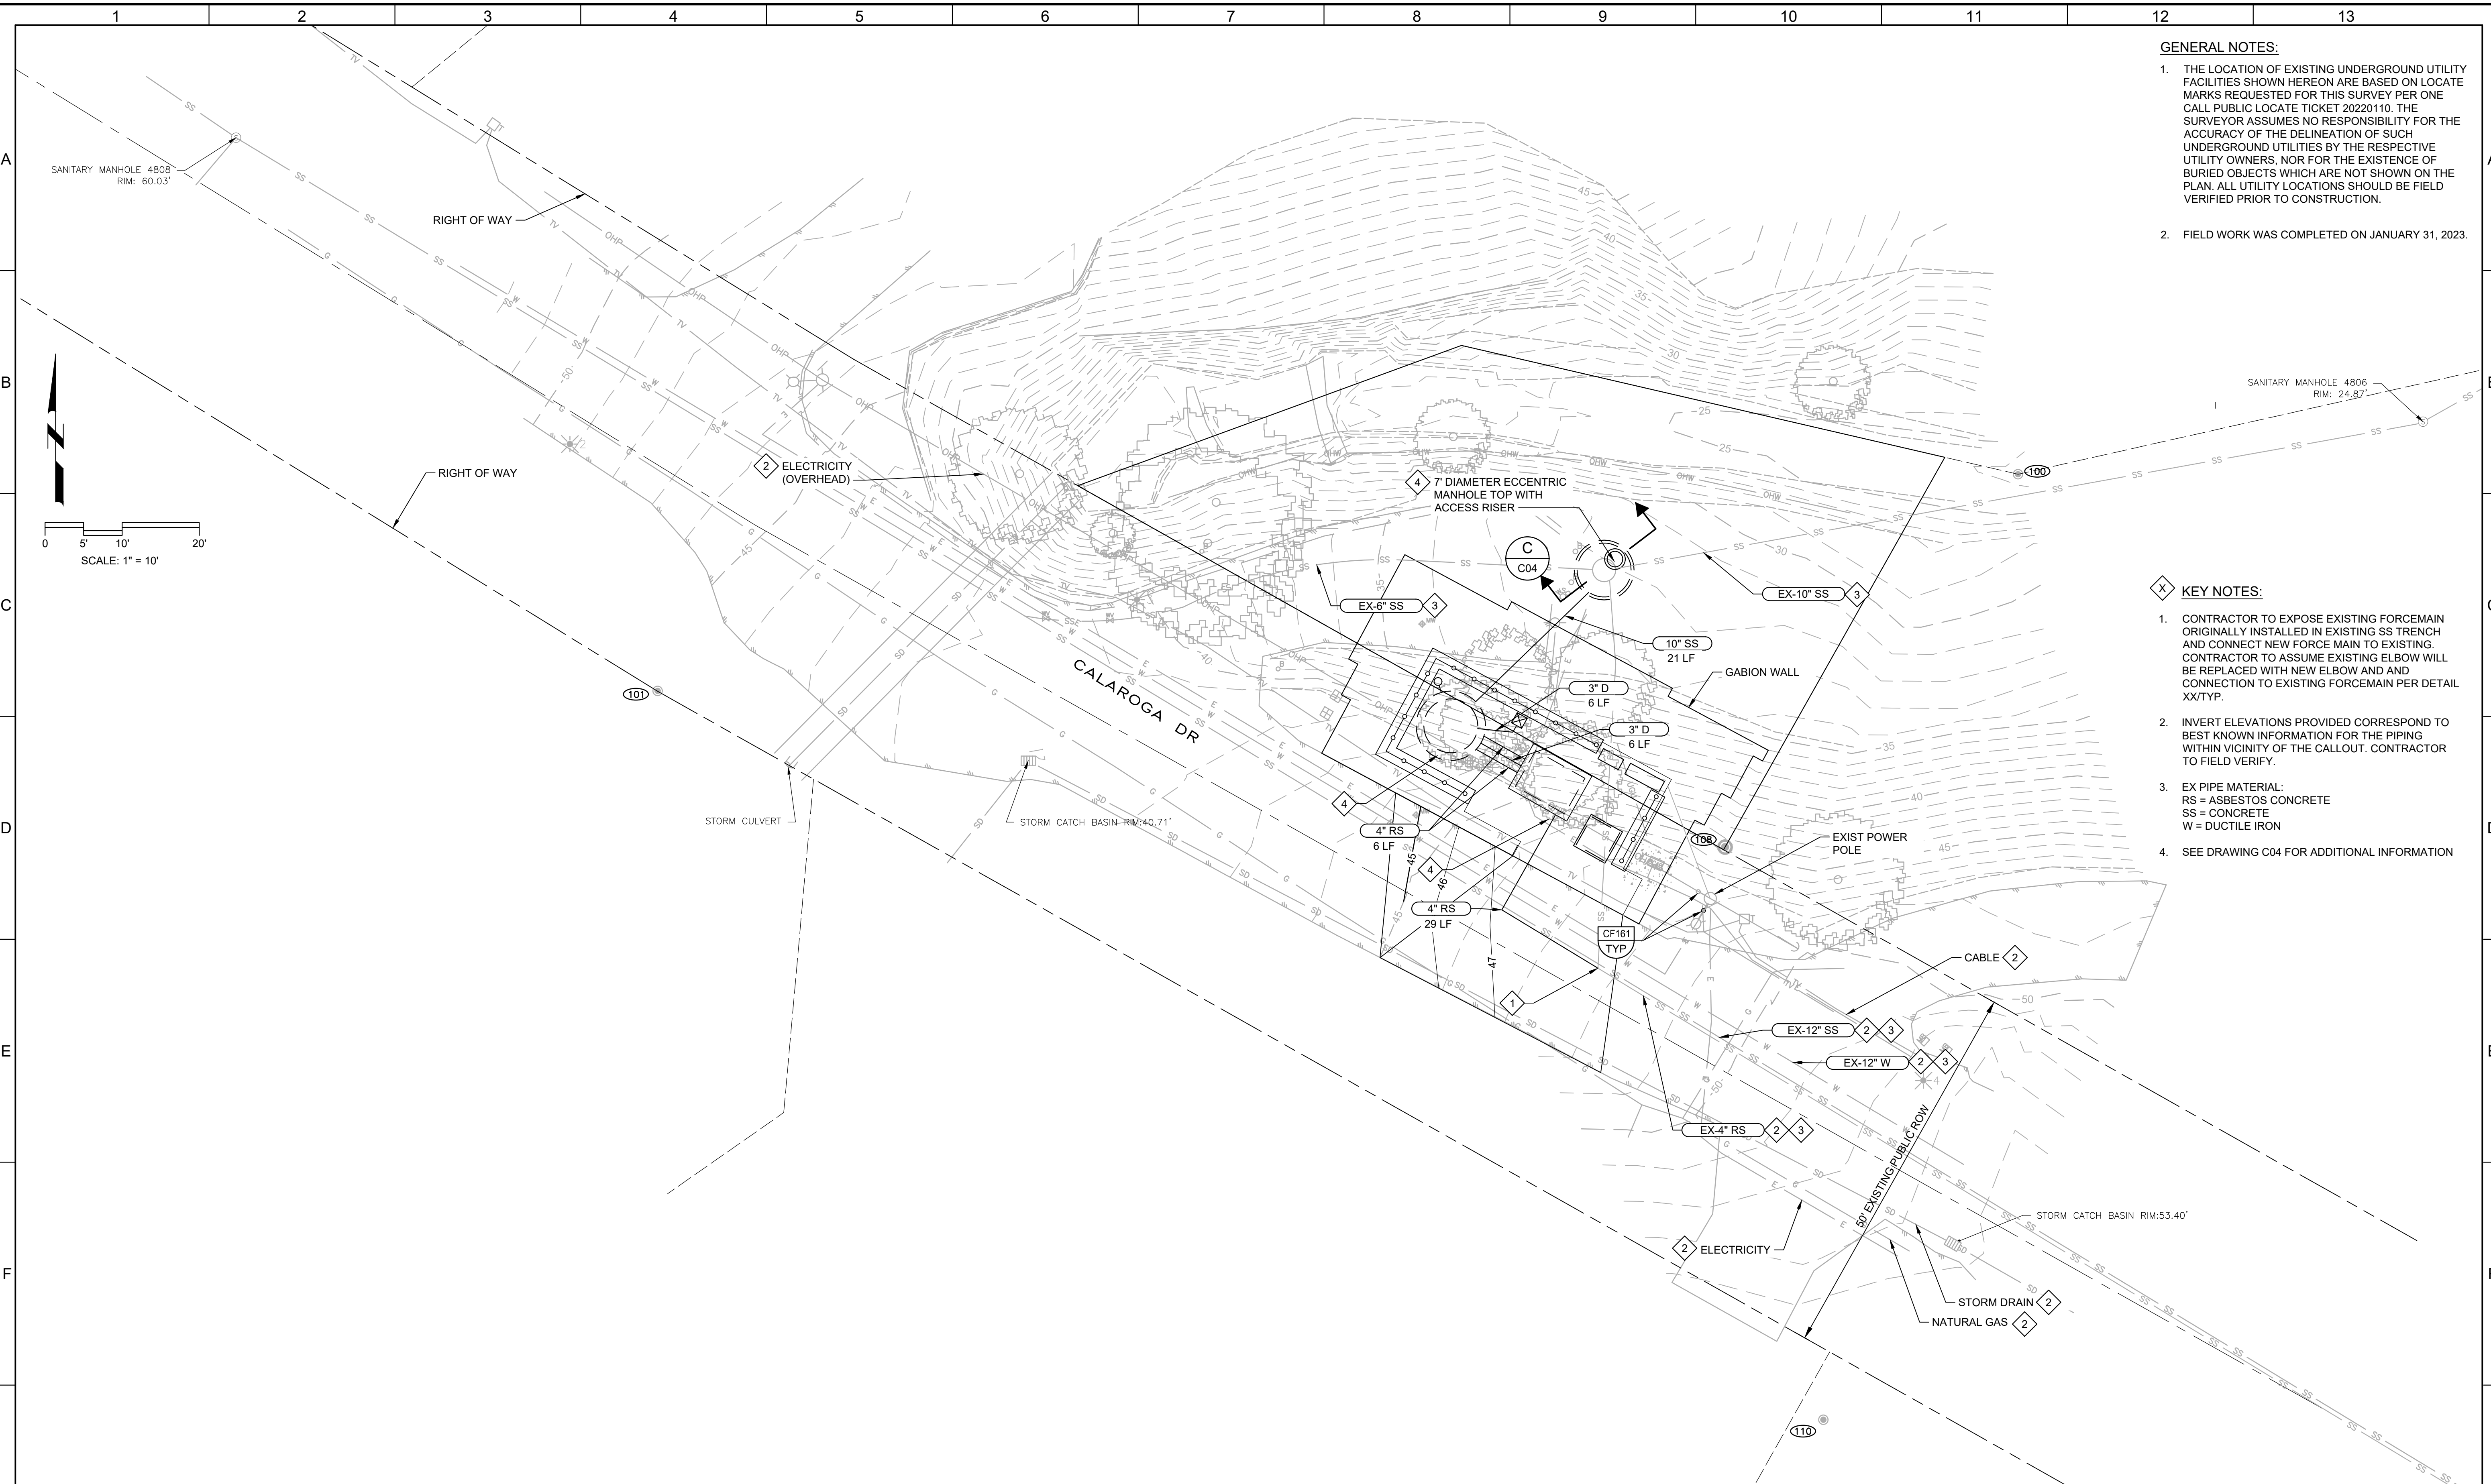 1 2 3 4 5 6 7 8 9 10 11 12 13
A
B
C
D
E
F
GENERAL NOTES:
1. THE LOCATION OF EXISTING UNDERGROUND UTILITY
FACILITIES SHOWN HEREON ARE BASED ON LOCATE
MARKS REQUESTED FOR THIS SURVEY PER ONE
CALL PUBLIC LOCATE TICKET 20220110. THE
SURVEYOR ASSUMES NO RESPONSIBILITY FOR THE
ACCURACY OF THE DELINEATION OF SUCH
UNDERGROUND UTILITIES BY THE RESPECTIVE
UTILITY OWNERS, NOR FOR THE EXISTENCE OF
BURIED OBJECTS WHICH ARE NOT SHOWN ON THE
PLAN. ALL UTILITY LOCATIONS SHOULD BE FIELD
VERIFIED PRIOR TO CONSTRUCTION.
2. FIELD WORK WAS COMPLETED ON JANUARY 31, 2023.
SANITARY MANHOLE 4808
RIM: 60.03'
RIGHT OF WAY
RIGHT OF WAY
0 5' 10' 20'
SCALE: 1" = 10'
2 ELECTRICITY
(OVERHEAD)
4 7' DIAMETER ECCENTRIC
MANHOLE TOP WITH
ACCESS RISER
C
C04
SANITARY MANHOLE 4806
RIM: 24.87'
100
EX-6" SS 3
EX-10" SS 3
10" SS
21 LF
GABION WALL
3" D
6 LF
3" D
6 LF
CALAROGA DR
101
STORM CULVERT
STORM CATCH BASIN RIM:40.71'
4
4" RS
6 LF
4
4" RS
29 LF
45
46
47
1
CF161
TYP
108
EXIST POWER
POLE
CABLE 2
EX-12" SS 2 3
EX-12" W 2 3
EX-4" RS 2 3
50' EXISTING PUBLIC ROW
2 ELECTRICITY
STORM CATCH BASIN RIM:53.40'
STORM DRAIN 2
NATURAL GAS 2
110
X KEY NOTES:
1. CONTRACTOR TO EXPOSE EXISTING FORCEMAIN
ORIGINALLY INSTALLED IN EXISTING SS TRENCH
AND CONNECT NEW FORCE MAIN TO EXISTING.
CONTRACTOR TO ASSUME EXISTING ELBOW WILL
BE REPLACED WITH NEW ELBOW AND AND
CONNECTION TO EXISTING FORCEMAIN PER DETAIL
XX/TYP.
2. INVERT ELEVATIONS PROVIDED CORRESPOND TO
BEST KNOWN INFORMATION FOR THE PIPING
WITHIN VICINITY OF THE CALLOUT. CONTRACTOR
TO FIELD VERIFY.
3. EX PIPE MATERIAL:
RS = ASBESTOS CONCRETE
SS = CONCRETE
W = DUCTILE IRON
4. SEE DRAWING C04 FOR ADDITIONAL INFORMATION